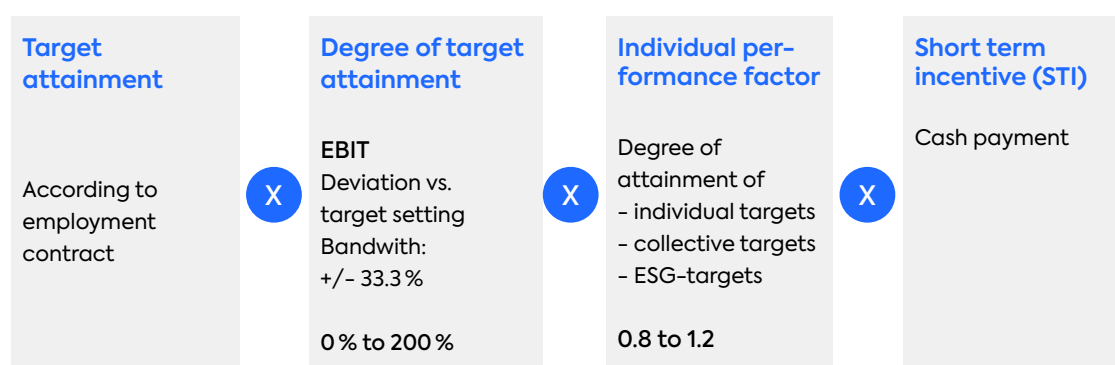 Target
attainment
According to
employment
contract
X
Degree of target
attainment
EBIT
Deviation vs.
target setting
Bandwith:
+/- 33.3 %
0 % to 200 %
X
Individual per-
formance factor
Degree of
attainment of
- individual targets
- collective targets
- ESG-targets
0.8 to 1.2
X
Short term
incentive (STI)
Cash payment